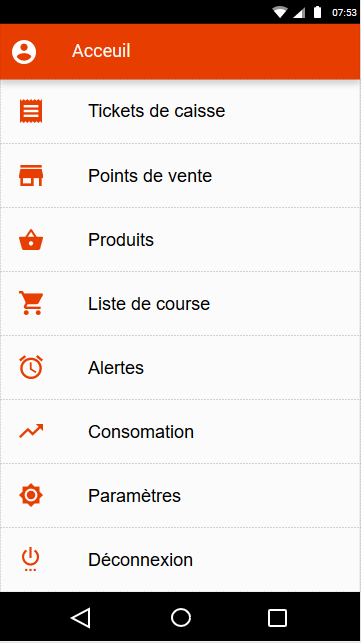 07:53
Acceuil
Tickets de caisse
Points de vente
Produits
Liste de course
Alertes
Consomation
Paramètres
Déconnexion